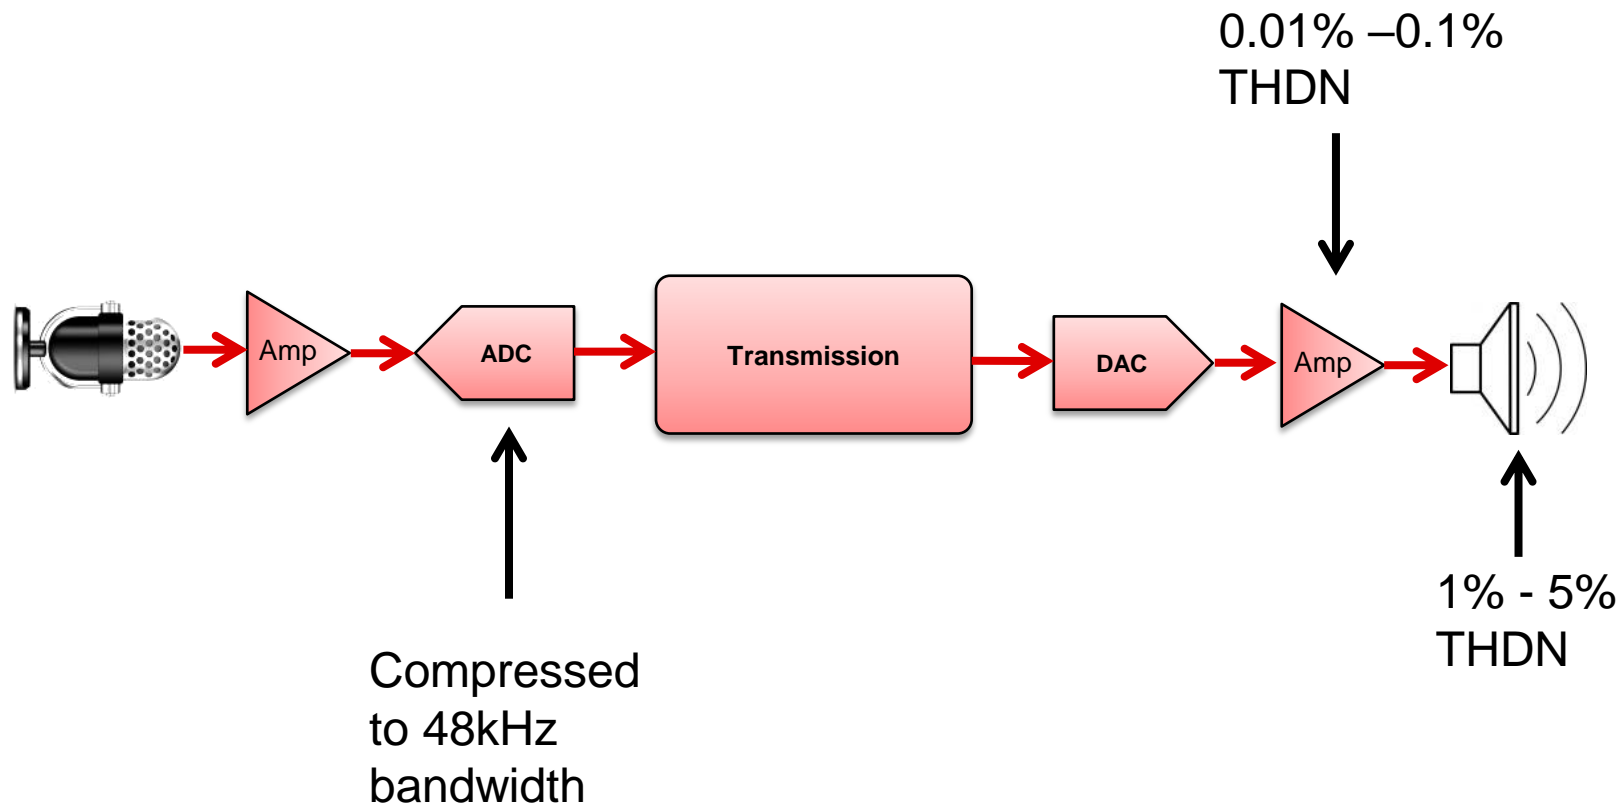 0.01% –0.1%
THDN
Amp
ADC
Transmission
DAC
Amp
Compressed
to 48kHz
bandwidth
1% - 5%
THDN